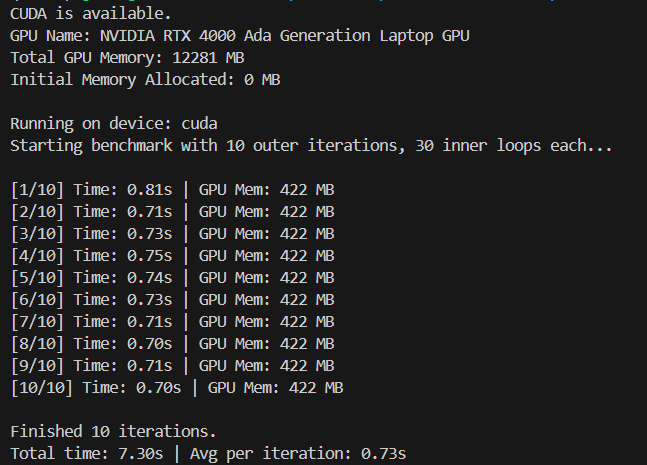 CUDA is available.
GPU Name: NVIDIA RTX 4000 Ada Generation Laptop GPU
Total GPU Memory: 12281 MB
Initial Memory Allocated: 0 MB
Running on device: cuda
Starting benchmark with 10 outer iterations, 30 inner loops each...
[1/10] Time: 0.81s | GPU Mem: 422 MB
[2/10] Time: 0.71s | GPU Mem: 422 MB
[3/10] Time: 0.73s | GPU Mem: 422 MB
[4/10] Time: 0.75s | GPU Mem: 422 MB
[5/10] Time: 0.74s | GPU Mem: 422 MB
[6/10] Time: 0.73s | GPU Mem: 422 MB
[7/10] Time: 0.71s | GPU Mem: 422 MB
[8/10] Time: 0.70s | GPU Mem: 422 MB
[9/10] Time: 0.71s | GPU Mem: 422 MB
[10/10] Time: 0.70s | GPU Mem: 422 MB
Finished 10 iterations.
Total time: 7.30s | Avg per iteration: 0.73s